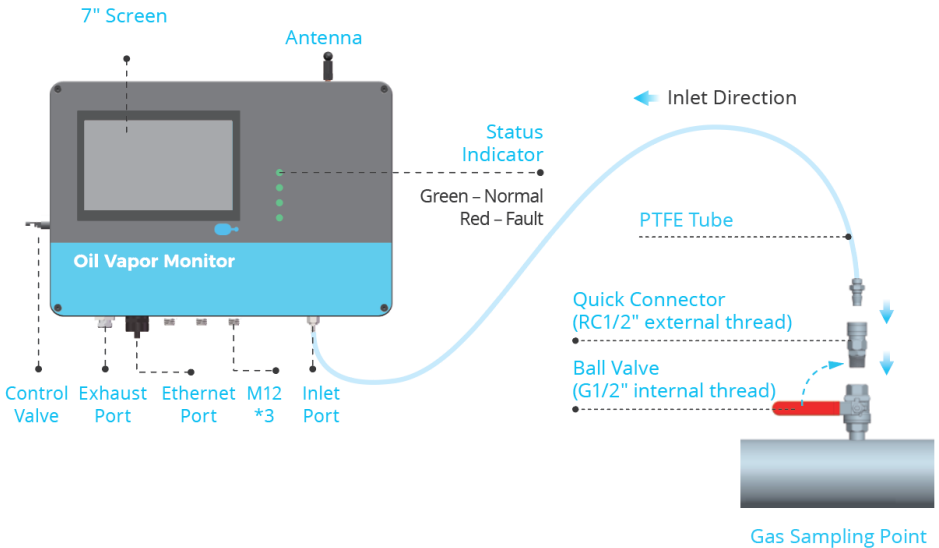 7" Screen
Antenna
Inlet Direction
Status
Indicator
Green – Normal
Red – Fault
PTFE Tube
Oil Vapor Monitor
Quick Connector
(RC1/2" external thread)
Ball Valve
(G1/2" internal thread)
Control
Valve
Exhaust
Port
Ethernet
Port
M12
*3
Inlet
Port
Gas Sampling Point